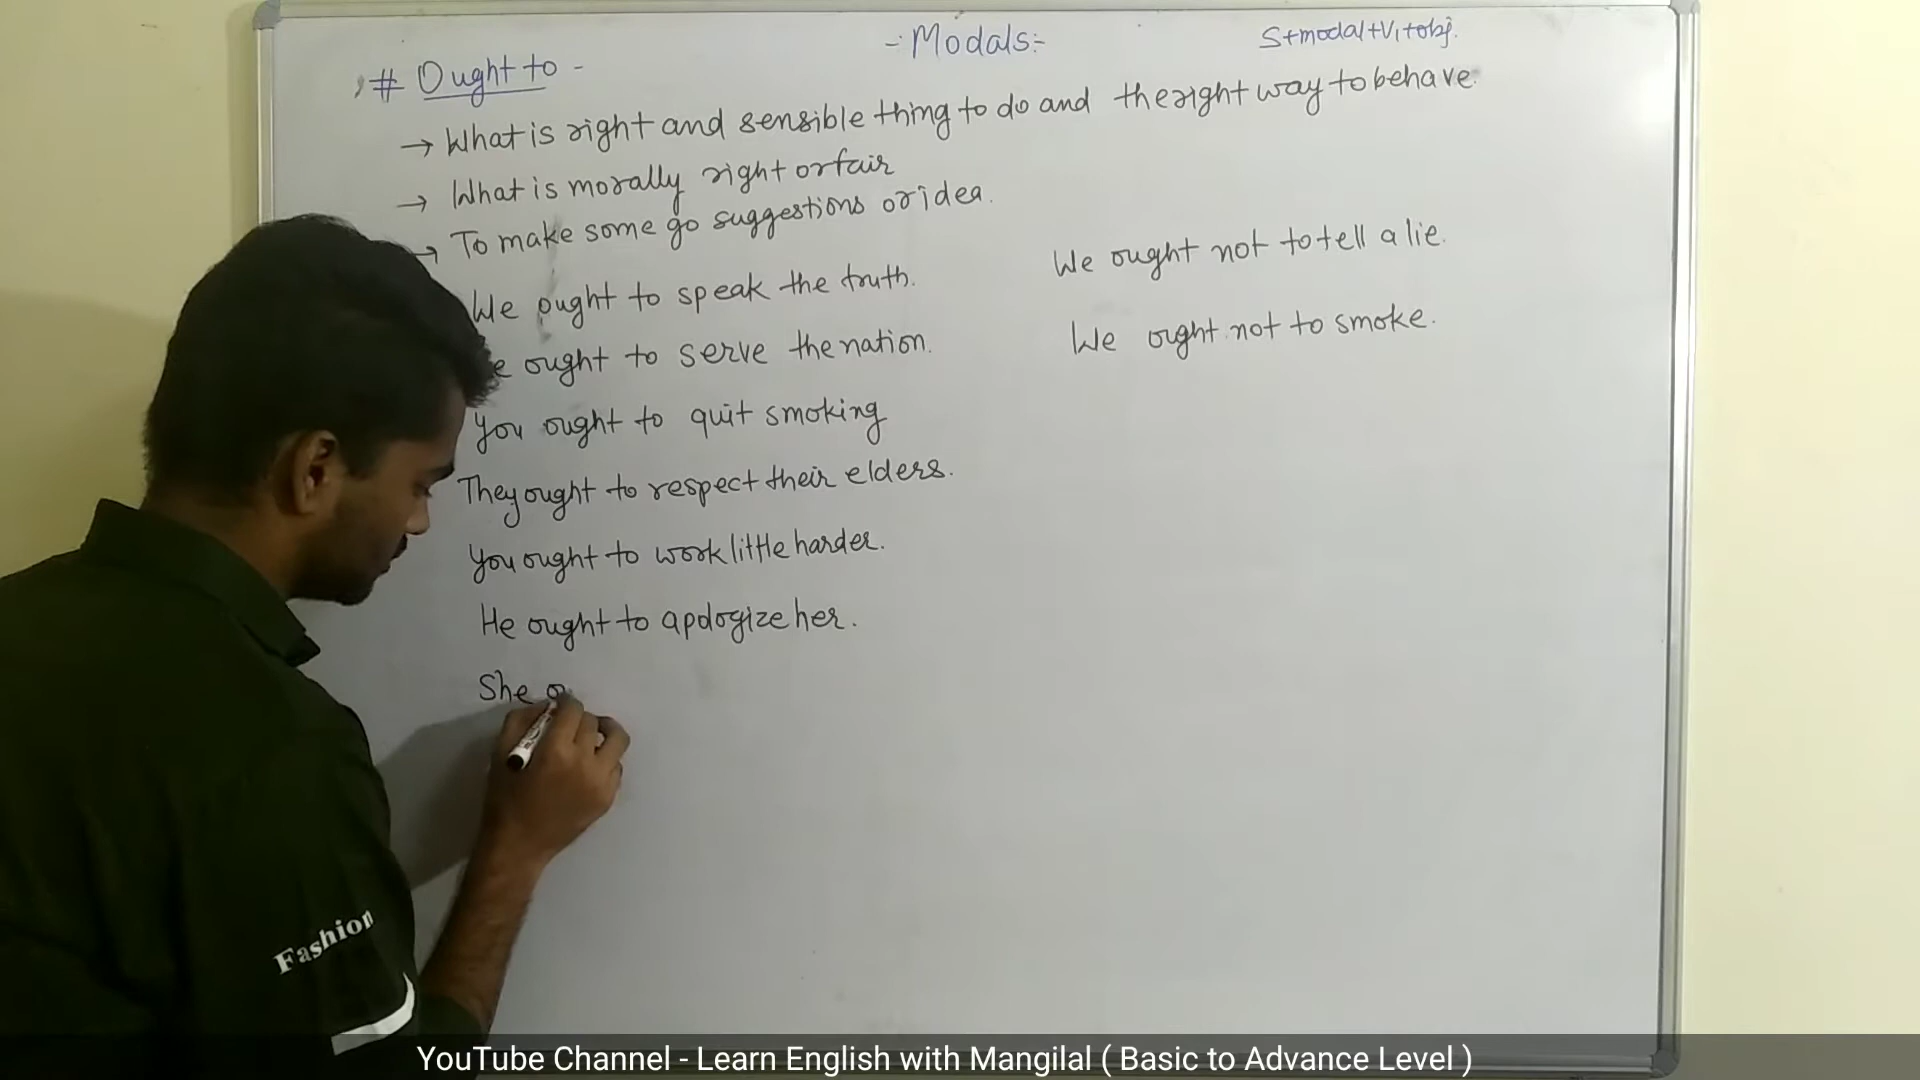 -: Modals:-
S+modal+V1+obj.
# Ought to -
→ What is right and sensible thing to do and the right way to behave.
→ What is morally right or fair
→ To make some go suggestions or idea.
We ought to speak the truth.
We ought not to tell a lie.
ought to serve the nation.
We ought not to smoke.
You ought to quit smoking
They ought to respect their elders.
You ought to work little harder.
He ought to apologize her.
She o
Fashion
YouTube Channel - Learn English with Mangilal ( Basic to Advance Level )